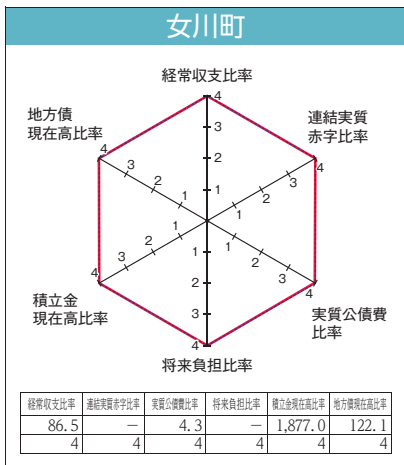 女川町
経常収支比率
地方債
現在高比率
連結実質
赤字比率
4
3
2
1
4
3
2
1
1
2
3
4
1
2
3
4
1
2
3
4
1
2
3
4
積立金
現在高比率
実質公債費
比率
将来負担比率
経常収支比率 連結実質赤字比率 実質公債費比率 将来負担比率 積立金現在高比率 地方債現在高比率
86.5 － 4.3 － 1,877.0 122.1
4 4 4 4 4 4